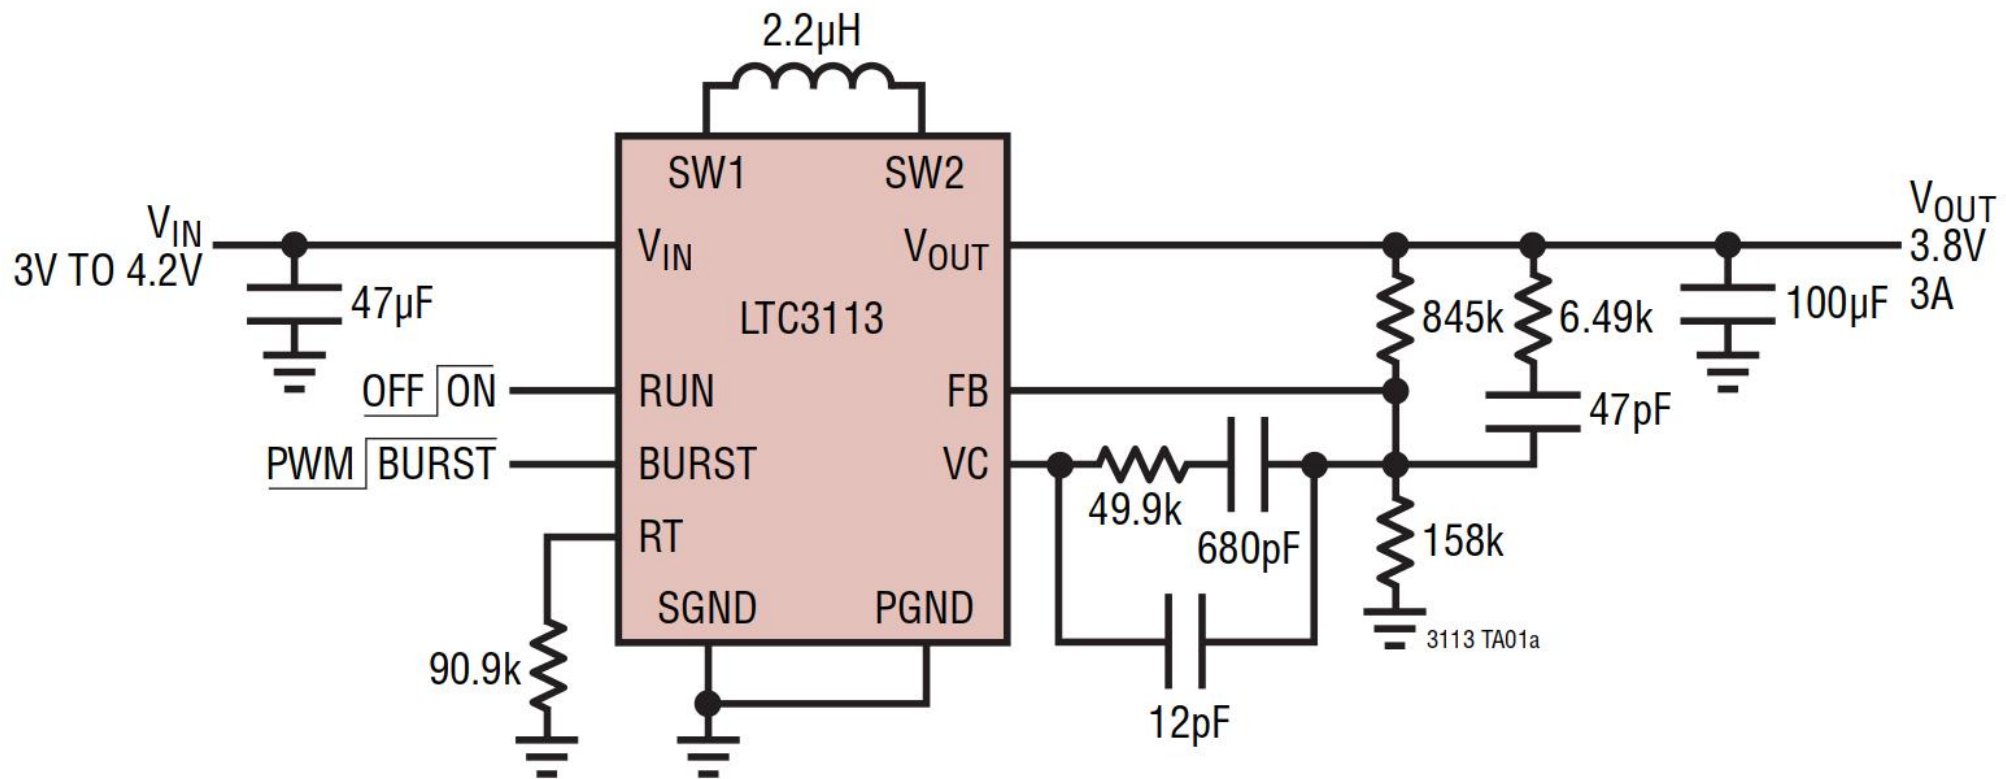 2.2µH
SW1 SW2
VIN
3V TO 4.2V
VIN VOUT
VOUT
3.8V
3A
47µF
LTC3113
845k 6.49k 100µF
OFF ON RUN FB
47pF
PWM BURST BURST VC
49.9k
680pF
158k
RT
SGND PGND
3113 TA01a
90.9k
12pF